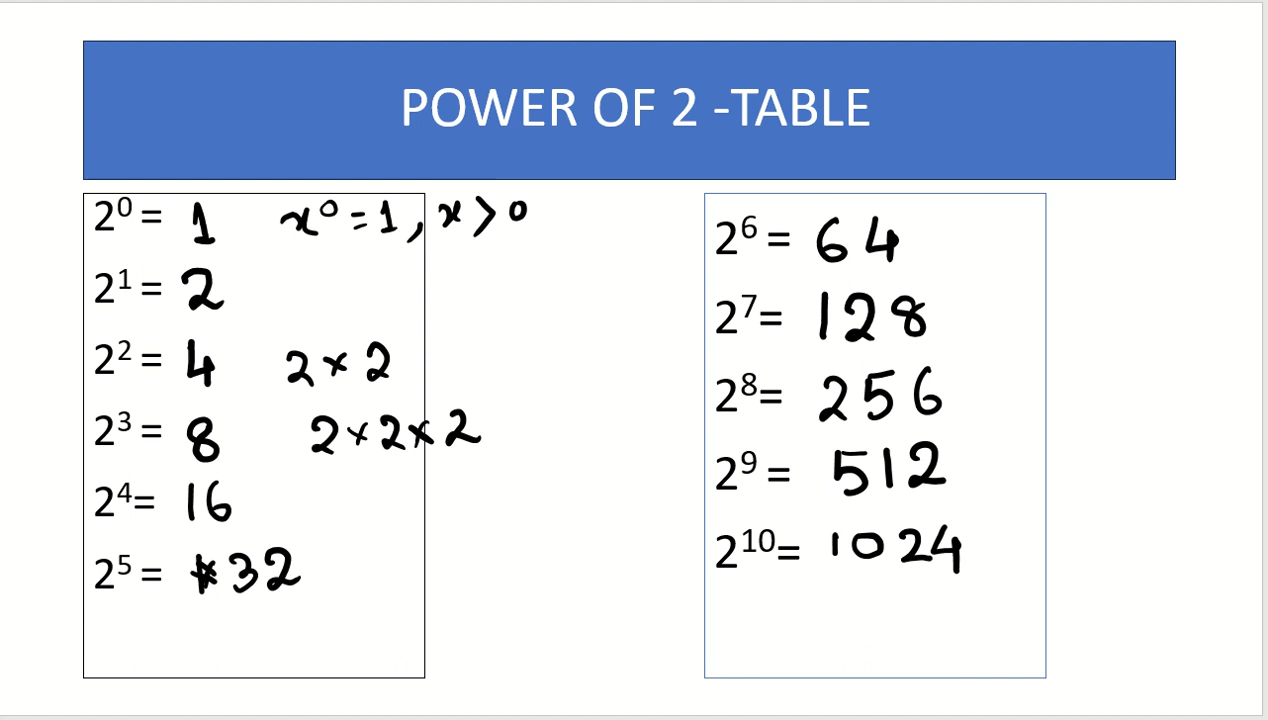 POWER OF 2 -TABLE
2⁰ = 1 x⁰ = 1, x > 0
2¹ = 2
2² = 4 2 × 2
2³ = 8 2 × 2 × 2
2⁴= 16
2⁵ = 32
2⁶ = 64
2⁷= 128
2⁸= 256
2⁹ = 512
2¹⁰= 1024